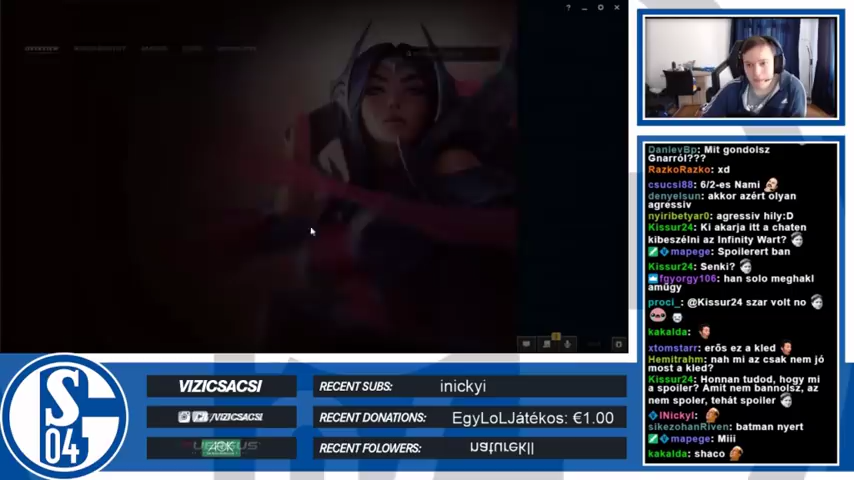 OVERVIEW
DanlevBp: Mit gondolsz
Gnarról???
RazkoRazko: xd
csucsi88: 6/2-es Nami
denyelsun: akkor azért olyan
agressiv
nyiribetyar0: agressiv hily:D
Kissur24: Ki akarja itt a chaten
kibeszélni az Infinity Wart?
mapege: Spoilerert ban
Kissur24: Senki?
fgyorgy106: han solo meghakl
amúgy
proci_: @Kissur24 szar volt no
kakalda:
xtomstarr: erős ez a kled
Hemitrahm: nah mi az csak nem jó
most a kled?
Kissur24: Honnan tudod, hogy mi
a spoiler? Amit nem bannolsz, az
nem spoler, tehát spoiler
INickyI:
sikezohanRiven: batman nyert
mapege: Miii
kakalda: shaco
S
04
VIZICSACSI
/VIZICSACSI
AOK
RECENT SUBS:
inickyi
RECENT DONATIONS:
EgyLoLJátékos: €1.00
RECENT FOLOWERS:
naturekll